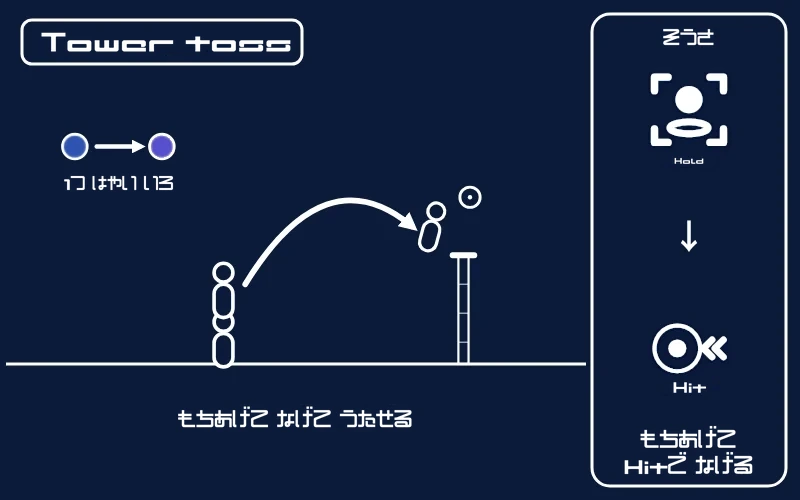 Tower toss
1つ はやい いろ
もちあげて なげて うたせる
そうさ
Hold
Hit
もちあげて
Hitで なげる